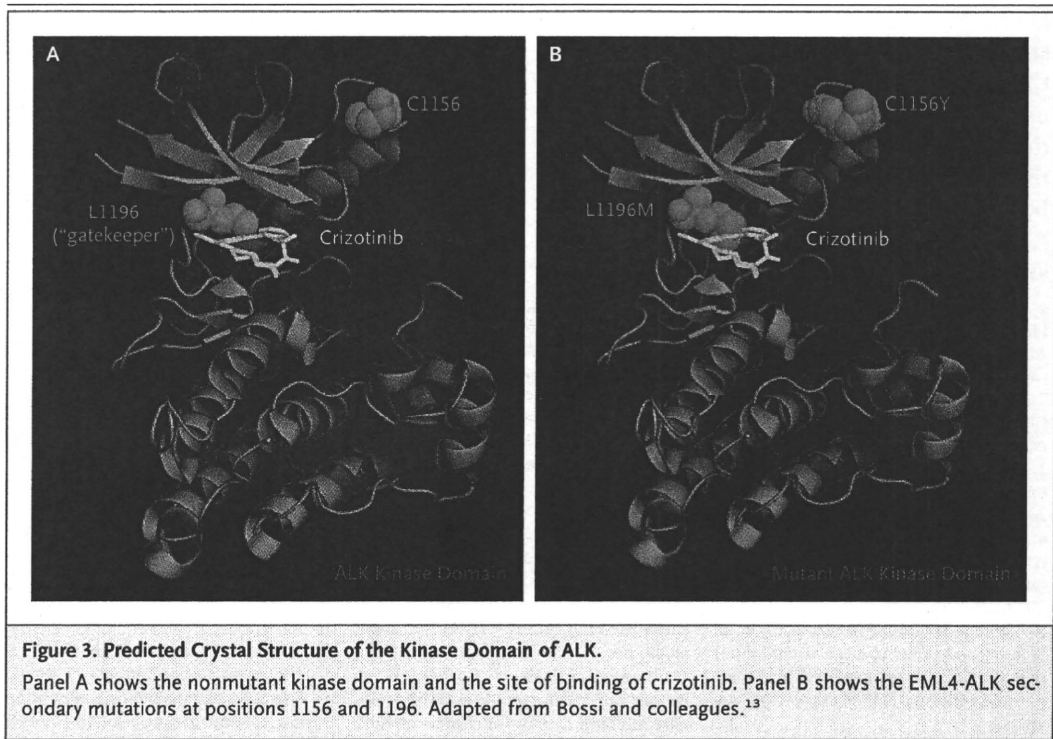 A
C1156
L1196
("gatekeeper")
Crizotinib
ALK Kinase Domain
B
C1156Y
L1196M
Crizotinib
Mutant ALK Kinase Domain
Figure 3. Predicted Crystal Structure of the Kinase Domain of ALK.
Panel A shows the nonmutant kinase domain and the site of binding of crizotinib. Panel B shows the EML4-ALK sec-
ondary mutations at positions 1156 and 1196. Adapted from Bossi and colleagues.¹³